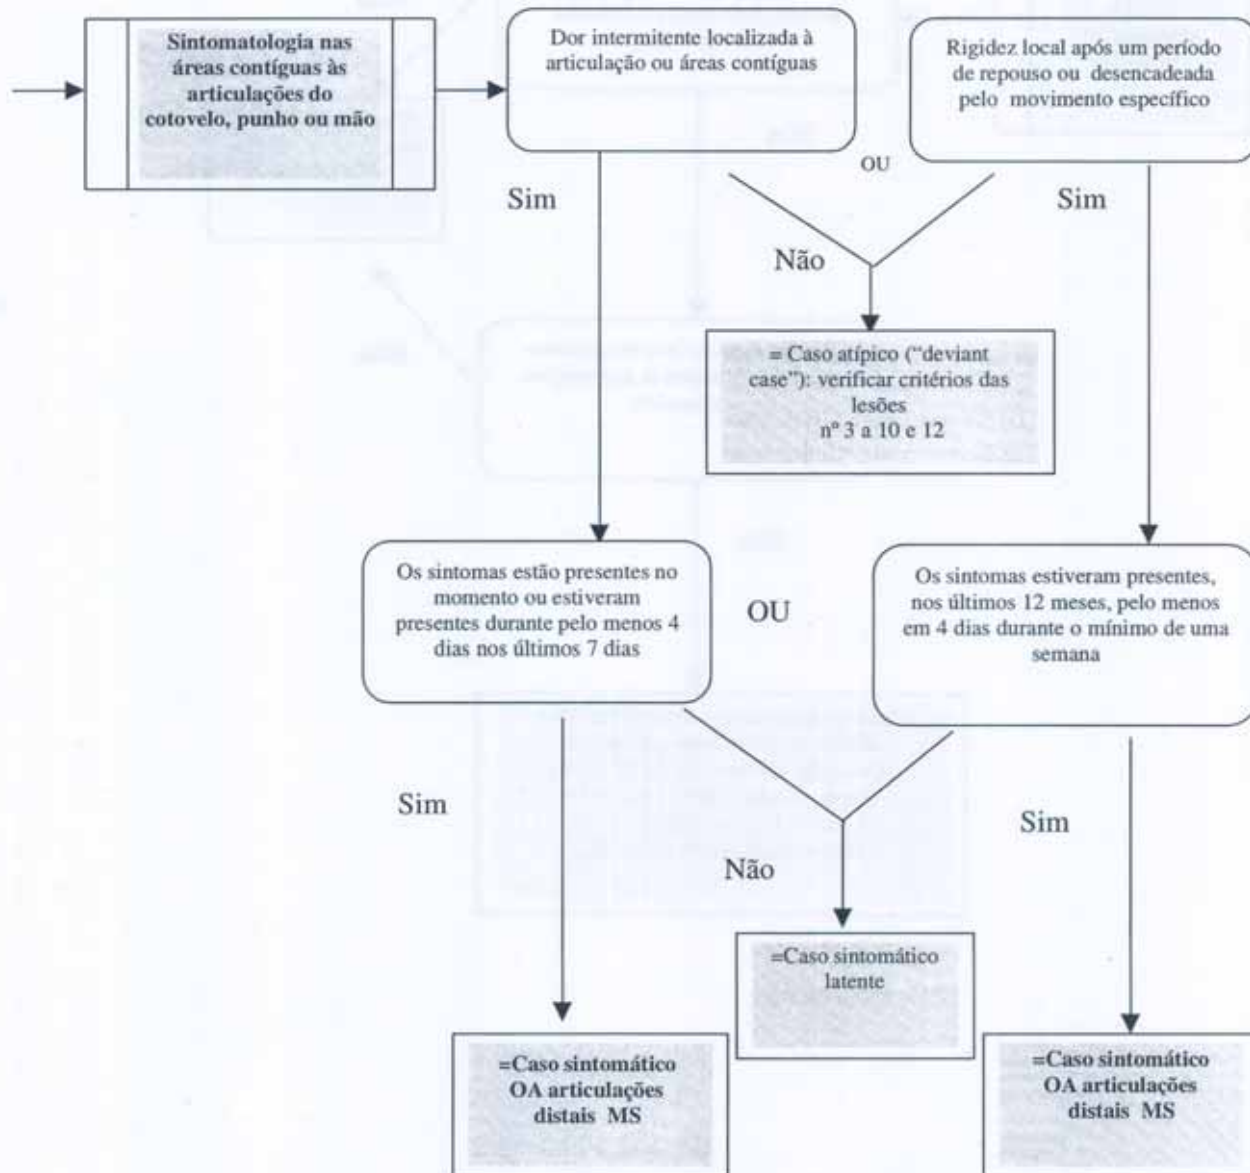 Sintomatologia nas
áreas contíguas às
articulações do
cotovelo, punho ou mão
Dor intermitente localizada à
articulação ou áreas contíguas
Rigidez local após um período
de repouso ou desencadeada
pelo movimento específico
OU
Sim
Sim
Não
= Caso atípico (“deviant
case”): verificar critérios das
lesões
nº 3 a 10 e 12
Os sintomas estão presentes no
momento ou estiveram
presentes durante pelo menos 4
dias nos últimos 7 dias
OU
Os sintomas estiveram presentes,
nos últimos 12 meses, pelo menos
em 4 dias durante o mínimo de uma
semana
Sim
Sim
Não
=Caso sintomático
latente
=Caso sintomático
OA articulações
distais MS
=Caso sintomático
OA articulações
distais MS